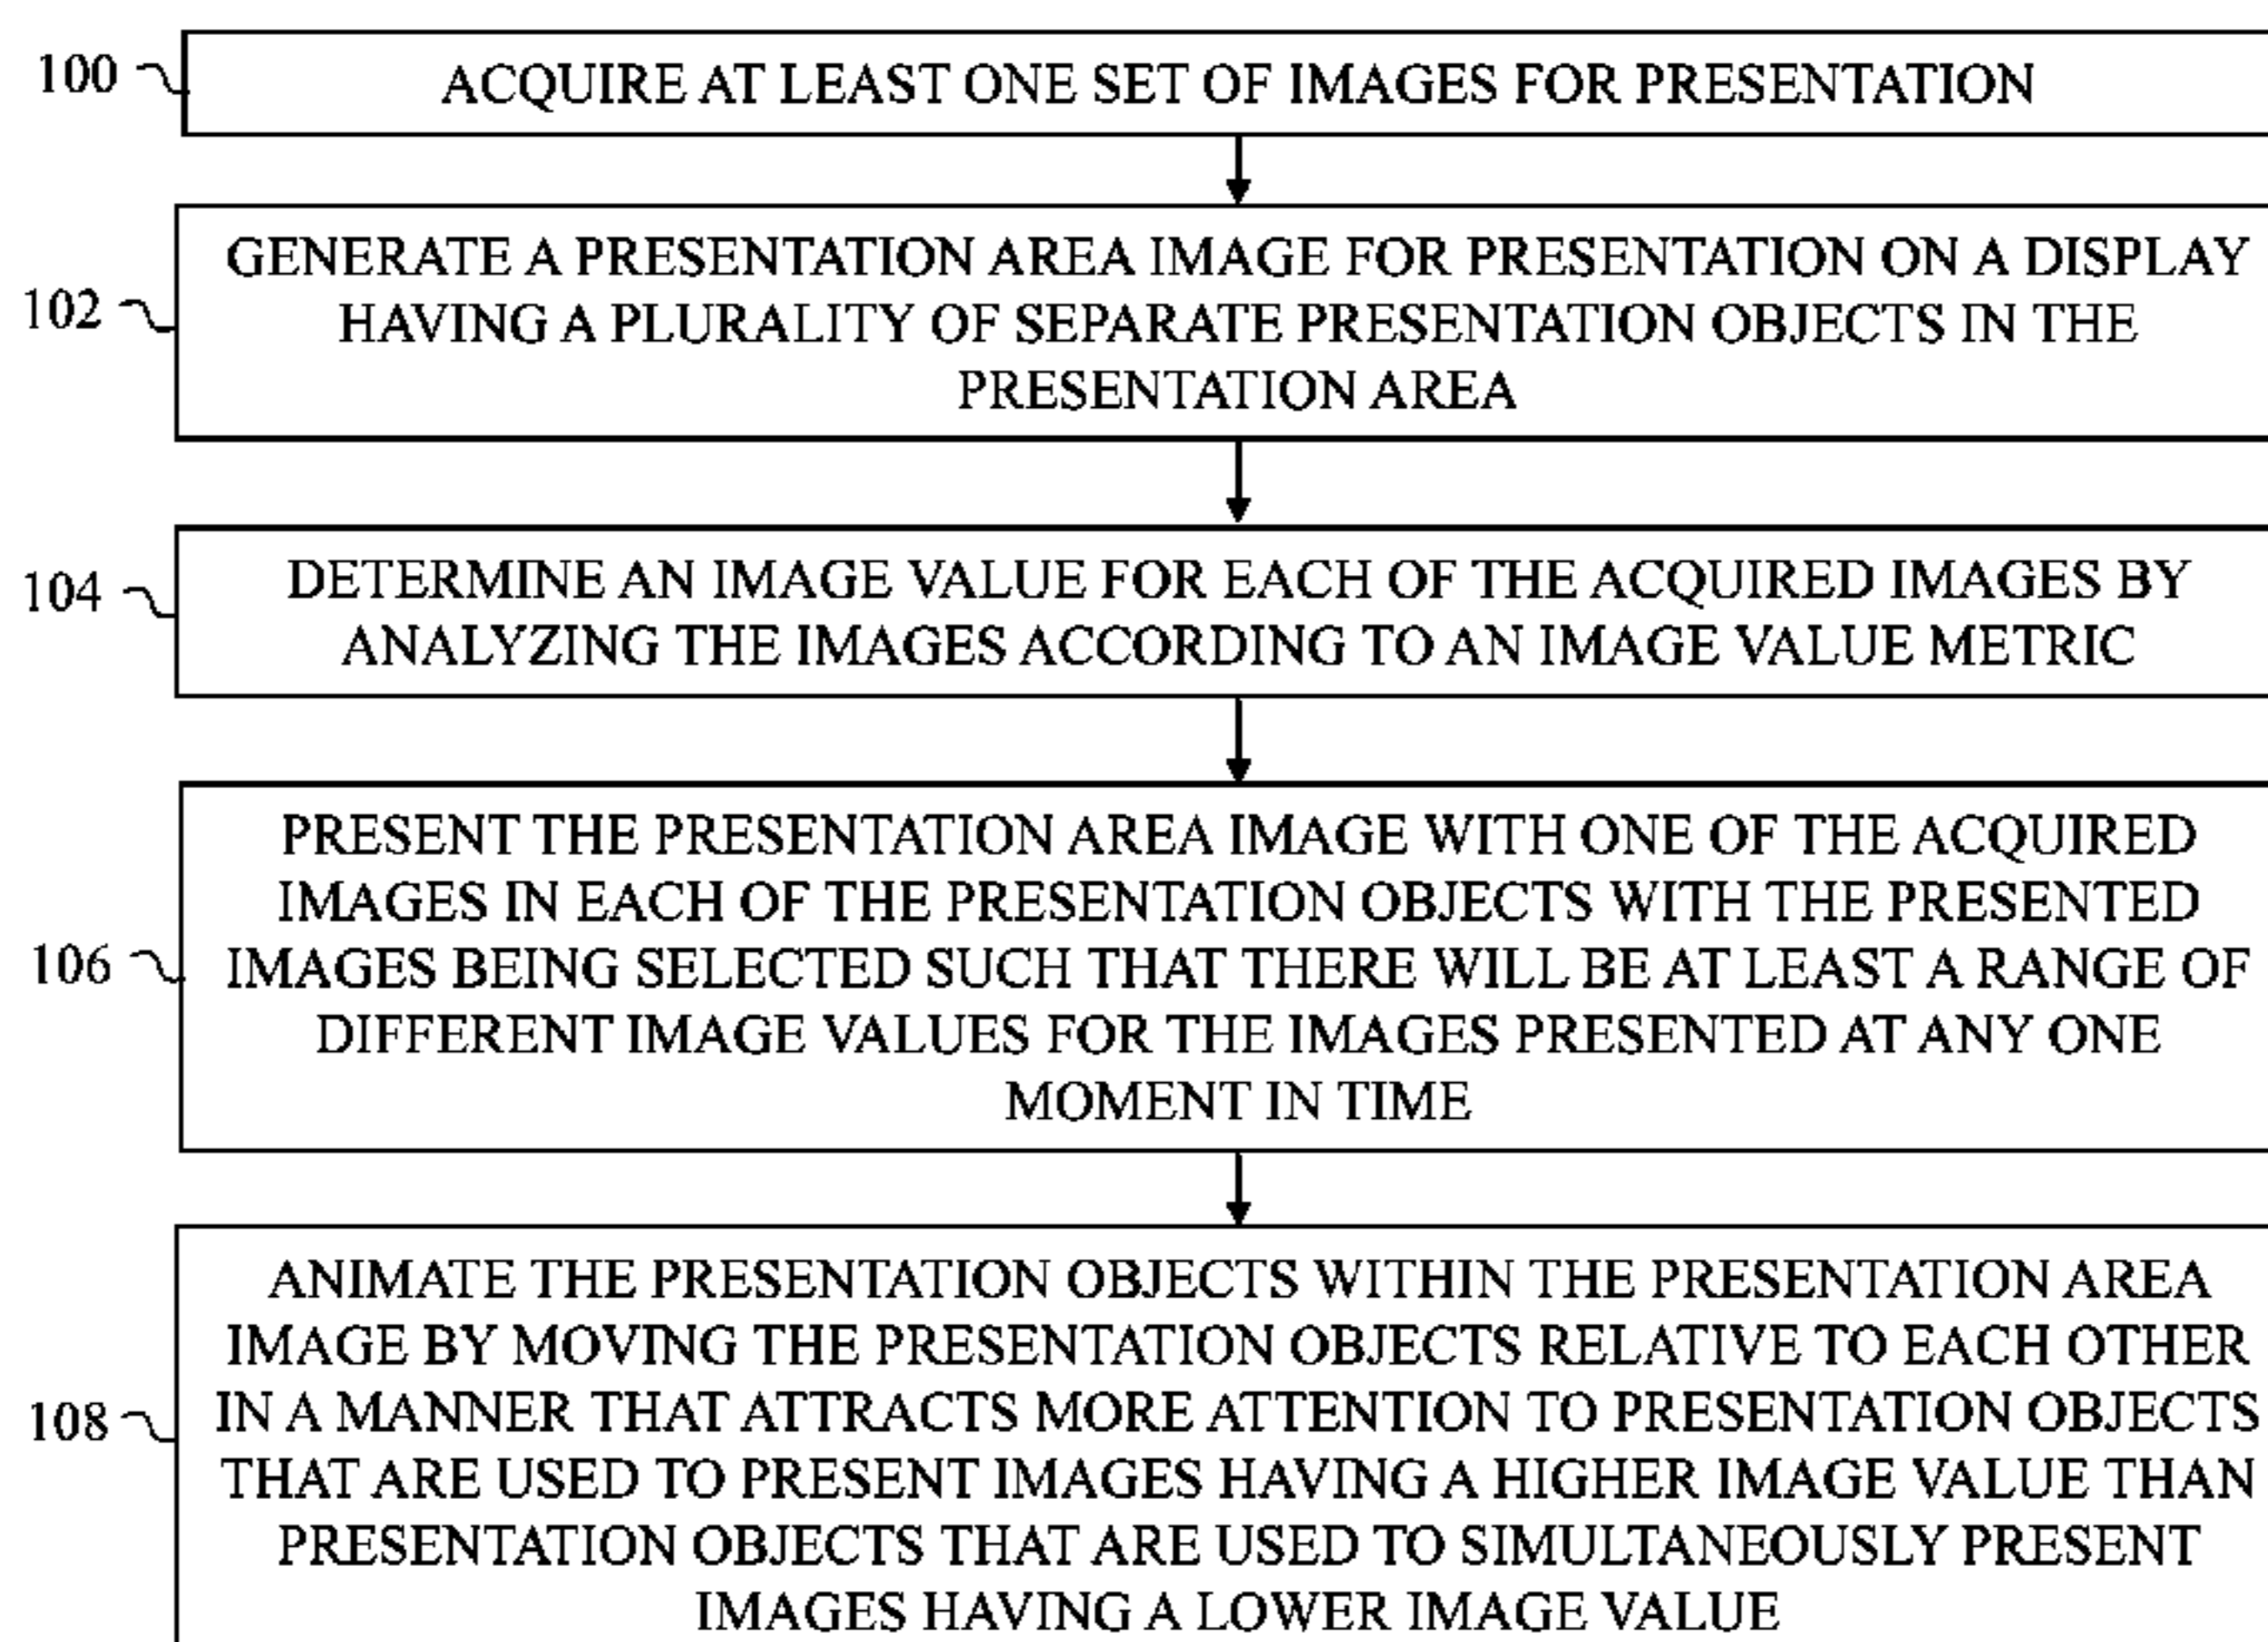 100
ACQUIRE AT LEAST ONE SET OF IMAGES FOR PRESENTATION
102
GENERATE A PRESENTATION AREA IMAGE FOR PRESENTATION ON A DISPLAY
HAVING A PLURALITY OF SEPARATE PRESENTATION OBJECTS IN THE
PRESENTATION AREA
104
DETERMINE AN IMAGE VALUE FOR EACH OF THE ACQUIRED IMAGES BY
ANALYZING THE IMAGES ACCORDING TO AN IMAGE VALUE METRIC
106
PRESENT THE PRESENTATION AREA IMAGE WITH ONE OF THE ACQUIRED
IMAGES IN EACH OF THE PRESENTATION OBJECTS WITH THE PRESENTED
IMAGES BEING SELECTED SUCH THAT THERE WILL BE AT LEAST A RANGE OF
DIFFERENT IMAGE VALUES FOR THE IMAGES PRESENTED AT ANY ONE
MOMENT IN TIME
108
ANIMATE THE PRESENTATION OBJECTS WITHIN THE PRESENTATION AREA
IMAGE BY MOVING THE PRESENTATION OBJECTS RELATIVE TO EACH OTHER
IN A MANNER THAT ATTRACTS MORE ATTENTION TO PRESENTATION OBJECTS
THAT ARE USED TO PRESENT IMAGES HAVING A HIGHER IMAGE VALUE THAN
PRESENTATION OBJECTS THAT ARE USED TO SIMULTANEOUSLY PRESENT
IMAGES HAVING A LOWER IMAGE VALUE